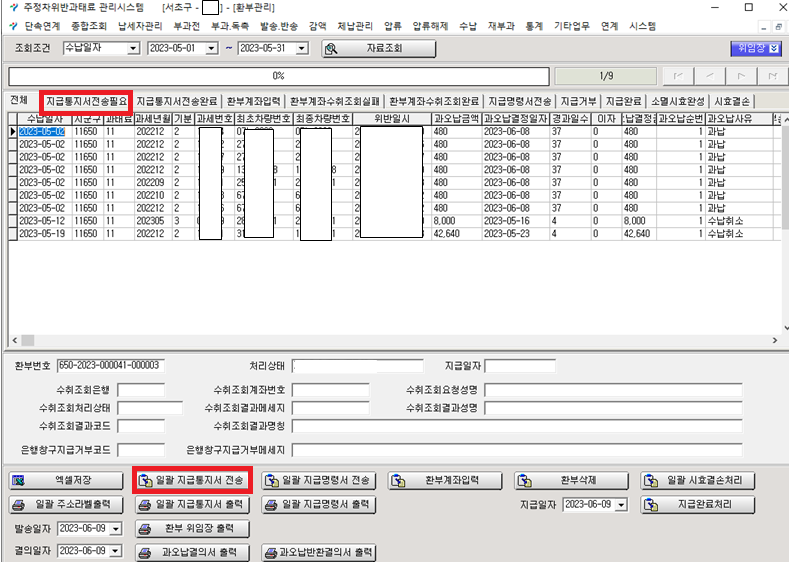 주정차위반과태료 관리시스템 [서초구 - ] - [환부관리]
단속연계 종합조회 납세자관리 부과전 부과.독촉 발송.반송 감액 체납관리 압류 압류해제 수납 재부과 통계 기타업무 연계 시스템
조회조건 수납일자 2023-05-01 ~ 2023-05-31 자료조회 위임장
0% 1/9
전체 지급통지서전송필요 지급통지서전송완료 환부계좌입력 환부계좌수취조회실패 환부계좌수취조회완료 지급명령서전송 지급거부 지급완료 소멸시효완성 시효결손
수납일자 시군구 과태료 과세년월 기분 과세번호 최초차량번호 최종차량번호 위반일시 과오납금액 과오납결정일자 경과일수 이자 과오납순번 과오납사유
2023-05-02 11650 11 202212 2 480 2023-06-08 37 0 480 1 과납
2023-05-02 11650 11 202212 2 480 2023-06-08 37 0 480 1 과납
2023-05-02 11650 11 202212 2 480 2023-06-08 37 0 480 1 과납
2023-05-02 11650 11 202212 2 480 2023-06-08 37 0 480 1 과납
2023-05-02 11650 11 202209 2 480 2023-06-08 37 0 480 1 과납
2023-05-02 11650 11 202210 2 480 2023-06-08 37 0 480 1 과납
2023-05-02 11650 11 202212 2 480 2023-06-08 37 0 480 1 과납
2023-05-12 11650 11 202305 3 8,000 2023-05-16 4 0 8,000 1 수납취소
2023-05-19 11650 11 202212 2 42,640 2023-05-23 4 0 42,640 1 수납취소
환부번호 650-2023-000041-000003 처리상태 지급일자
수취조회은행 수취조회계좌번호 수취조회요청성명
수취조회처리상태 수취조회결과메세지 수취조회결과성명
수취조회결과코드 수취조회결과명칭
은행창구지급거부코드 은행창구지급거부메세지
엑셀저장 일괄 지급통지서 전송 일괄 지급명령서 전송 환부계좌입력 환부삭제 일괄 시효결손처리
일괄 주소라벨출력 일괄 지급통지서 출력 일괄 지급명령서 출력 지급일자 2023-06-09 지급완료처리
발송일자 2023-06-09 환부 위임장 출력
결의일자 2023-06-09 과오납결의서 출력 과오납반환결의서 출력